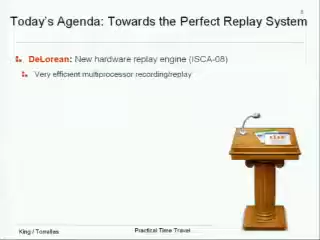 Today's Agenda: Towards the Perfect Replay System
DeLorean: New hardware replay engine (ISCA-08)
Very efficient multiprocessor recording/replay
King / Torrellas
Practical Time Travel